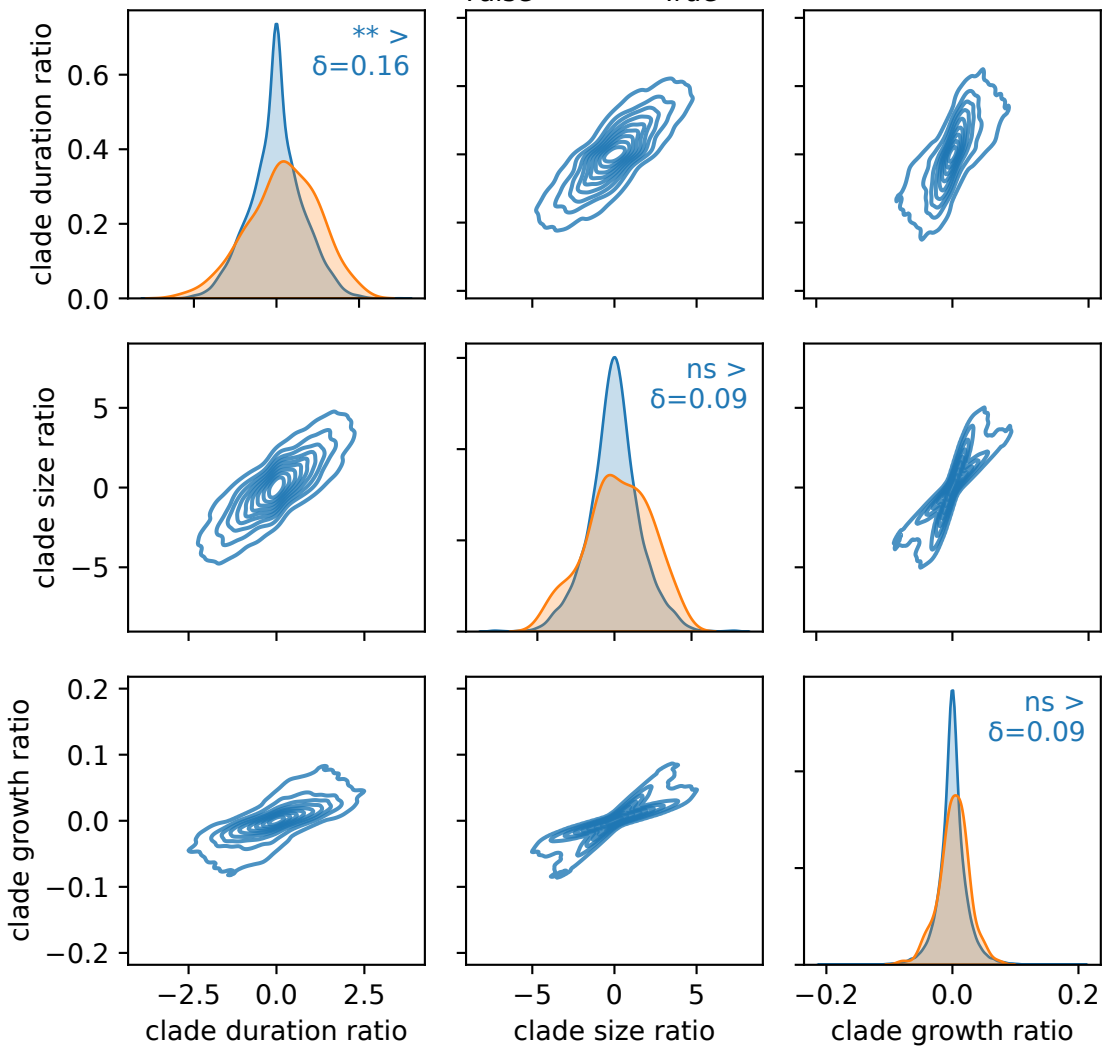 clade duration ratio
0.6
0.4
0.2
0.0
** >
δ=0.16
clade size ratio
5
0
−5
ns >
δ=0.09
clade growth ratio
0.2
0.1
0.0
−0.1
−0.2
ns >
δ=0.09
−2.5 0.0 2.5
−5 0 5
−0.2 0.0 0.2
clade duration ratio
clade size ratio
clade growth ratio